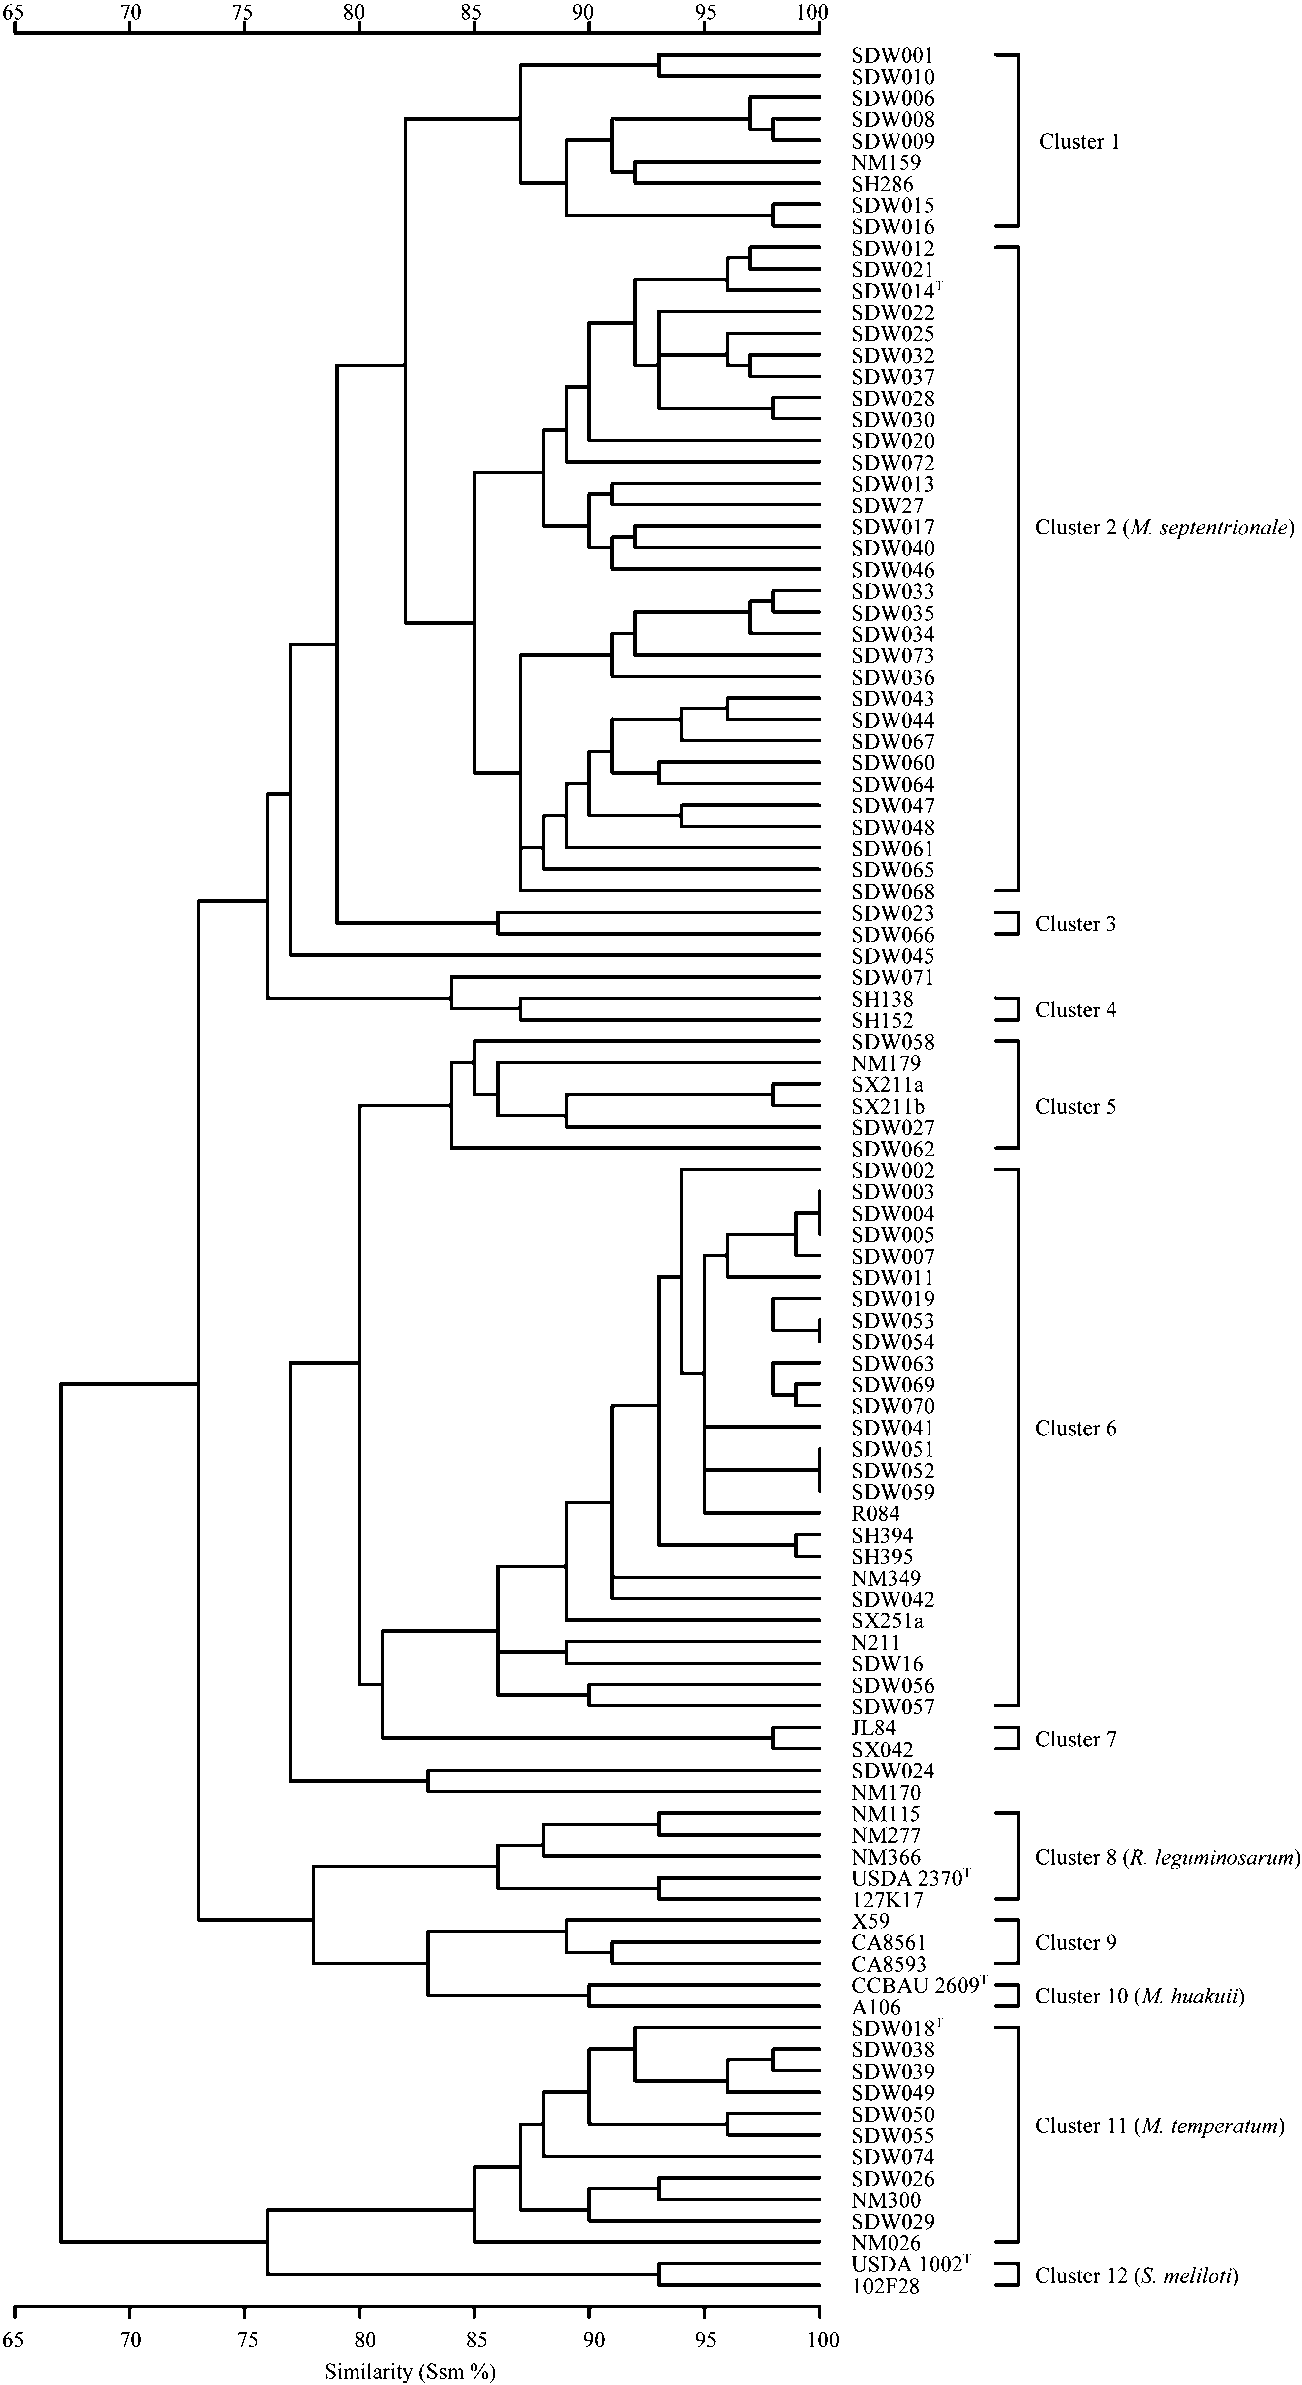 65 70 75 80 85 90 95 100
SDW001
SDW010
SDW006
SDW008
SDW009
Cluster 1
NM159
SH286
SDW015
SDW016
SDW012
SDW021
SDW014ᵀ
SDW022
SDW025
SDW032
SDW037
SDW028
SDW030
SDW020
SDW072
SDW013
SDW27
SDW017
Cluster 2 (M. septentrionale)
SDW040
SDW046
SDW033
SDW035
SDW034
SDW073
SDW036
SDW043
SDW044
SDW067
SDW060
SDW064
SDW047
SDW048
SDW061
SDW065
SDW068
SDW023
Cluster 3
SDW066
SDW045
SDW071
SH138
Cluster 4
SH152
SDW058
NM179
SX211a
SX211b
Cluster 5
SDW027
SDW062
SDW002
SDW003
SDW004
SDW005
SDW007
SDW011
SDW019
SDW053
SDW054
SDW063
SDW069
SDW070
SDW041
Cluster 6
SDW051
SDW052
SDW059
R084
SH394
SH395
NM349
SDW042
SX251a
N211
SDW16
SDW056
SDW057
JL84
Cluster 7
SX042
SDW024
NM170
NM115
NM277
NM366
Cluster 8 (R. leguminosarum)
USDA 2370ᵀ
127K17
X59
CA8561
Cluster 9
CA8593
CCBAU 2609ᵀ
Cluster 10 (M. huakuii)
A106
SDW018ᵀ
SDW038
SDW039
SDW049
SDW050
Cluster 11 (M. temperatum)
SDW055
SDW074
SDW026
NM300
SDW029
NM026
USDA 1002ᵀ
Cluster 12 (S. meliloti)
102F28
65 70 75 80 85 90 95 100
Similarity (Ssm %)